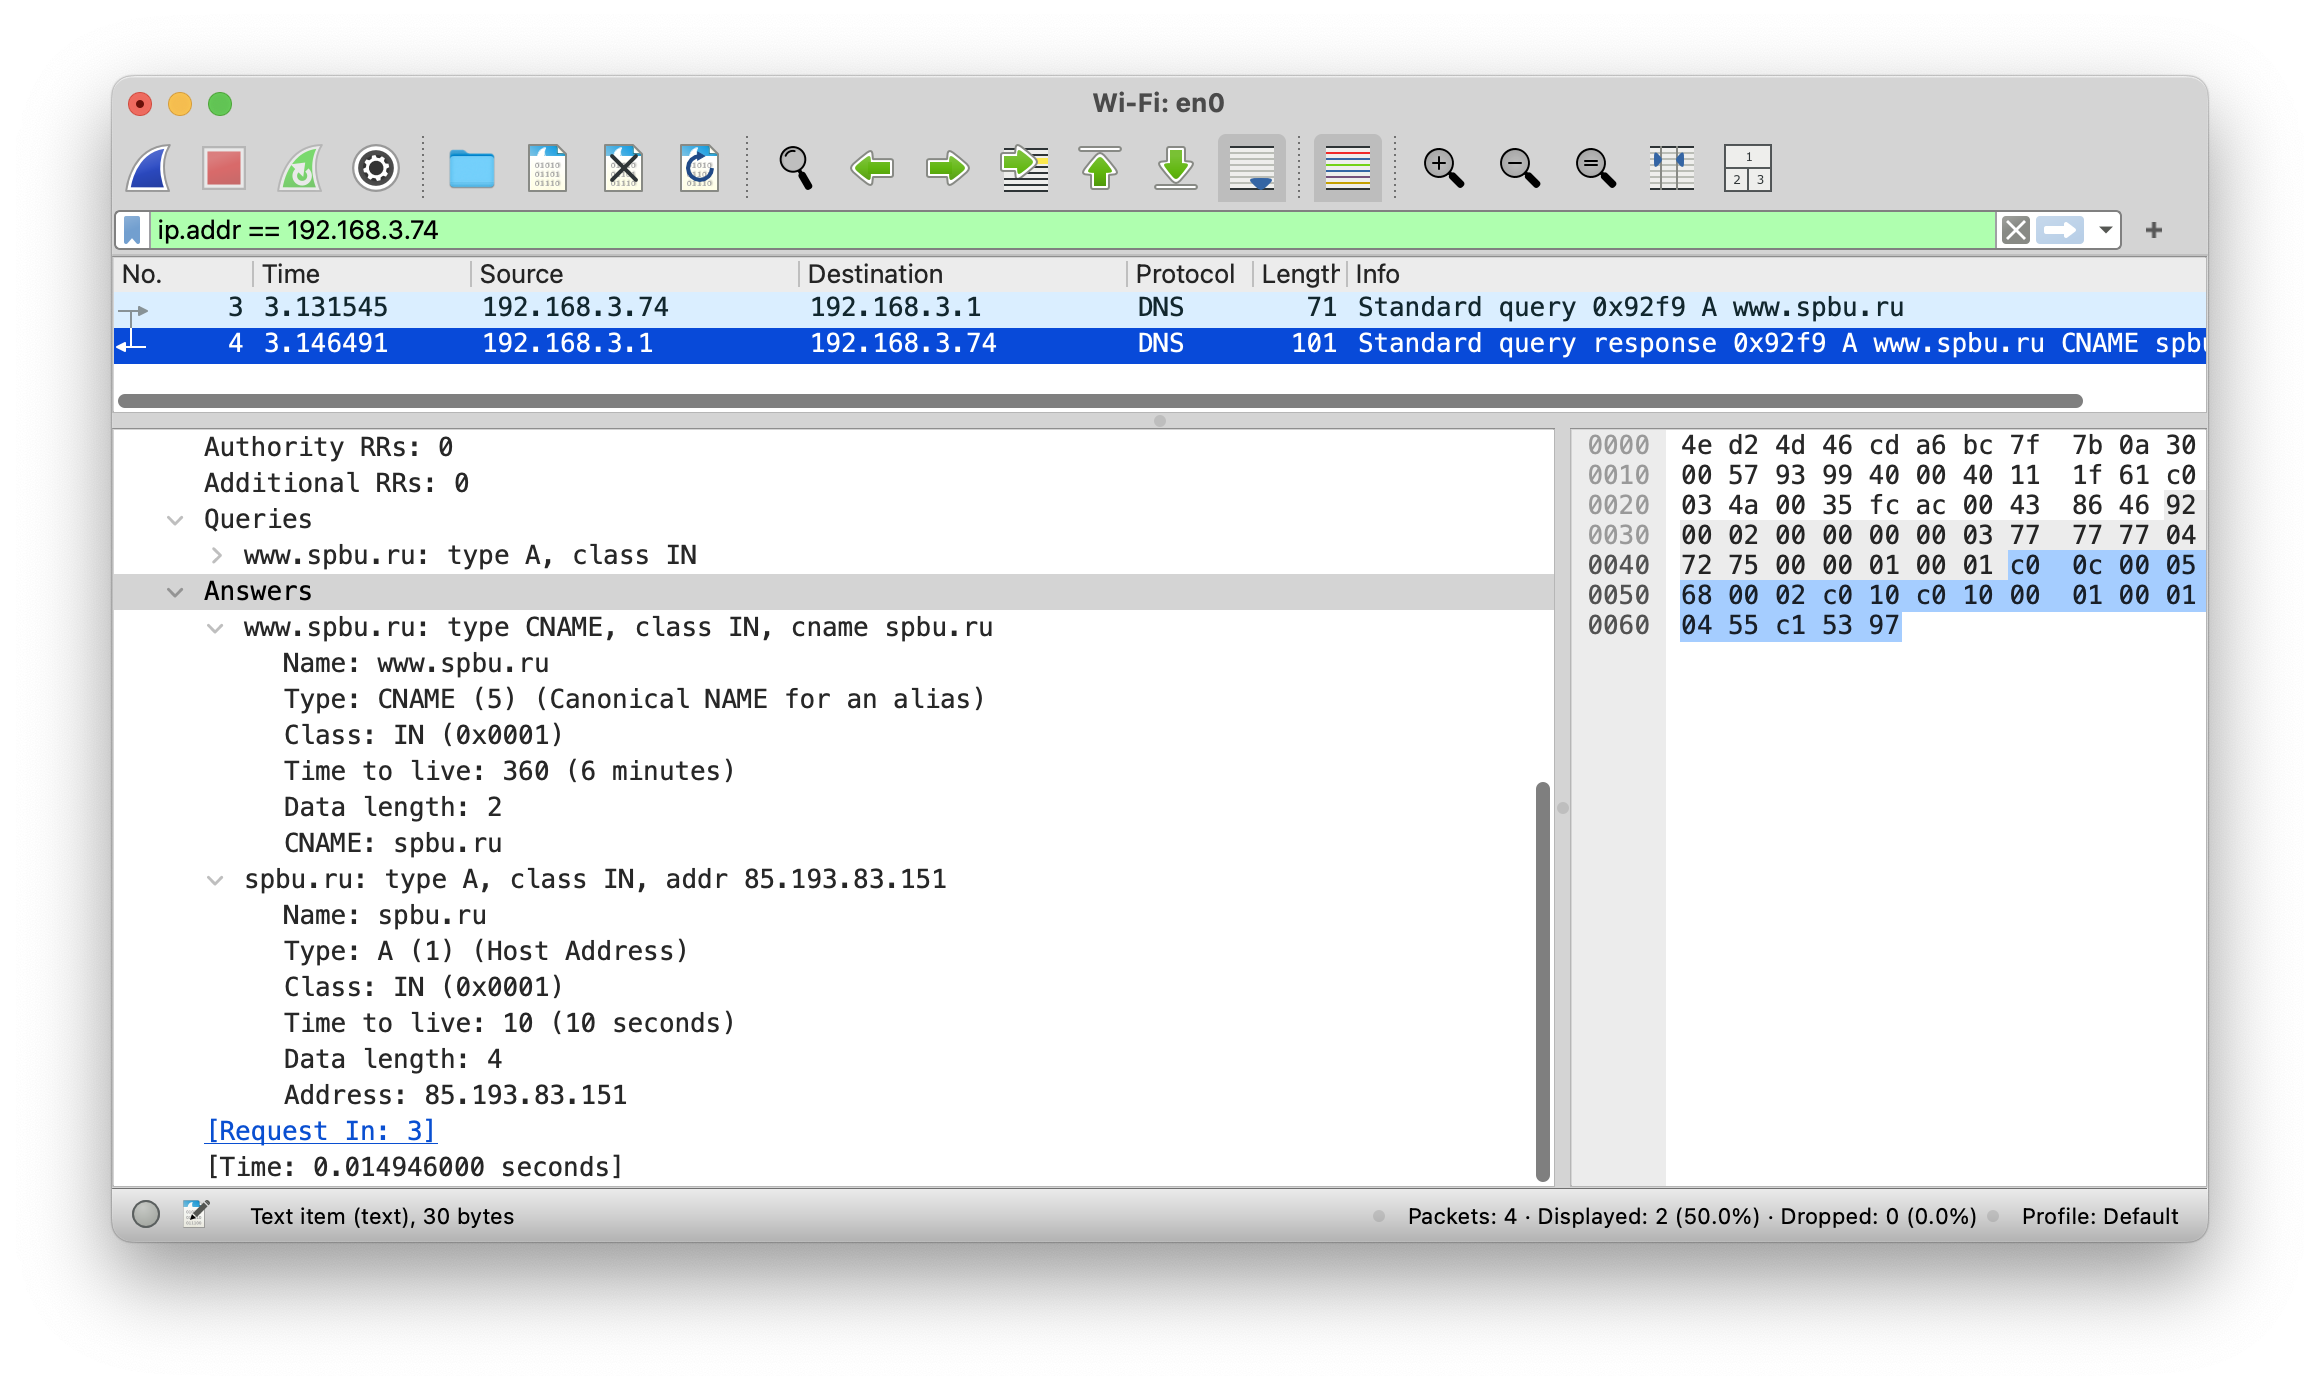 Wi-Fi: en0
ip.addr == 192.168.3.74
No. Time Source Destination Protocol Length Info
3 3.131545 192.168.3.74 192.168.3.1 DNS 71 Standard query 0x92f9 A www.spbu.ru
4 3.146491 192.168.3.1 192.168.3.74 DNS 101 Standard query response 0x92f9 A www.spbu.ru CNAME spbu
Authority RRs: 0
Additional RRs: 0
Queries
www.spbu.ru: type A, class IN
Answers
www.spbu.ru: type CNAME, class IN, cname spbu.ru
Name: www.spbu.ru
Type: CNAME (5) (Canonical NAME for an alias)
Class: IN (0x0001)
Time to live: 360 (6 minutes)
Data length: 2
CNAME: spbu.ru
spbu.ru: type A, class IN, addr 85.193.83.151
Name: spbu.ru
Type: A (1) (Host Address)
Class: IN (0x0001)
Time to live: 10 (10 seconds)
Data length: 4
Address: 85.193.83.151
[Request In: 3]
[Time: 0.014946000 seconds]
0000 4e d2 4d 46 cd a6 bc 7f 7b 0a 30
0010 00 57 93 99 40 00 40 11 1f 61 c0
0020 03 4a 00 35 fc ac 00 43 86 46 92
0030 00 02 00 00 00 00 03 77 77 77 04
0040 72 75 00 00 01 00 01 c0 0c 00 05
0050 68 00 02 c0 10 c0 10 00 01 00 01
0060 04 55 c1 53 97
Text item (text), 30 bytes
Packets: 4 · Displayed: 2 (50.0%) · Dropped: 0 (0.0%)
Profile: Default